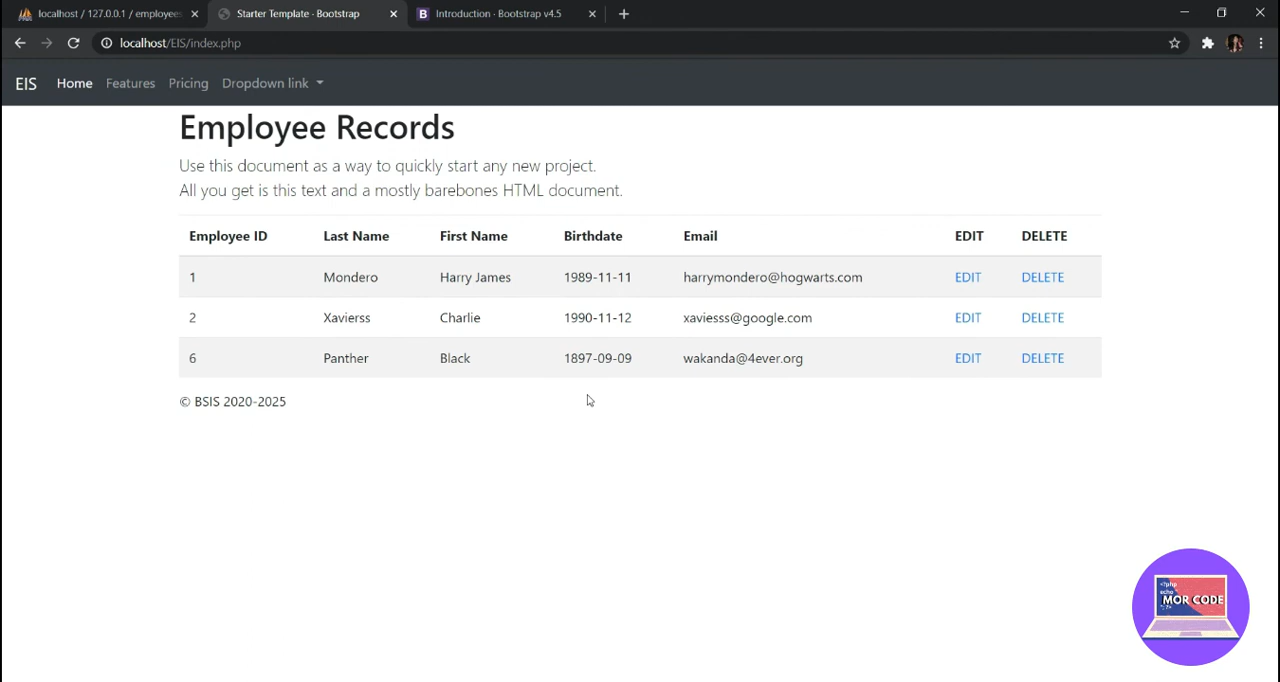 localhost / 127.0.0.1 / employees
Starter Template · Bootstrap
Introduction · Bootstrap v4.5
localhost/EIS/index.php
EIS Home Features Pricing Dropdown link
Employee Records
Use this document as a way to quickly start any new project.
All you get is this text and a mostly barebones HTML document.
Employee ID Last Name First Name Birthdate Email EDIT DELETE
1 Mondero Harry James 1989-11-11 harrymondero@hogwarts.com EDIT DELETE
2 Xavierss Charlie 1990-11-12 xaviesss@google.com EDIT DELETE
6 Panther Black 1897-09-09 wakanda@4ever.org EDIT DELETE
© BSIS 2020-2025
<?php
echo "
MOR CODE
"; ?>